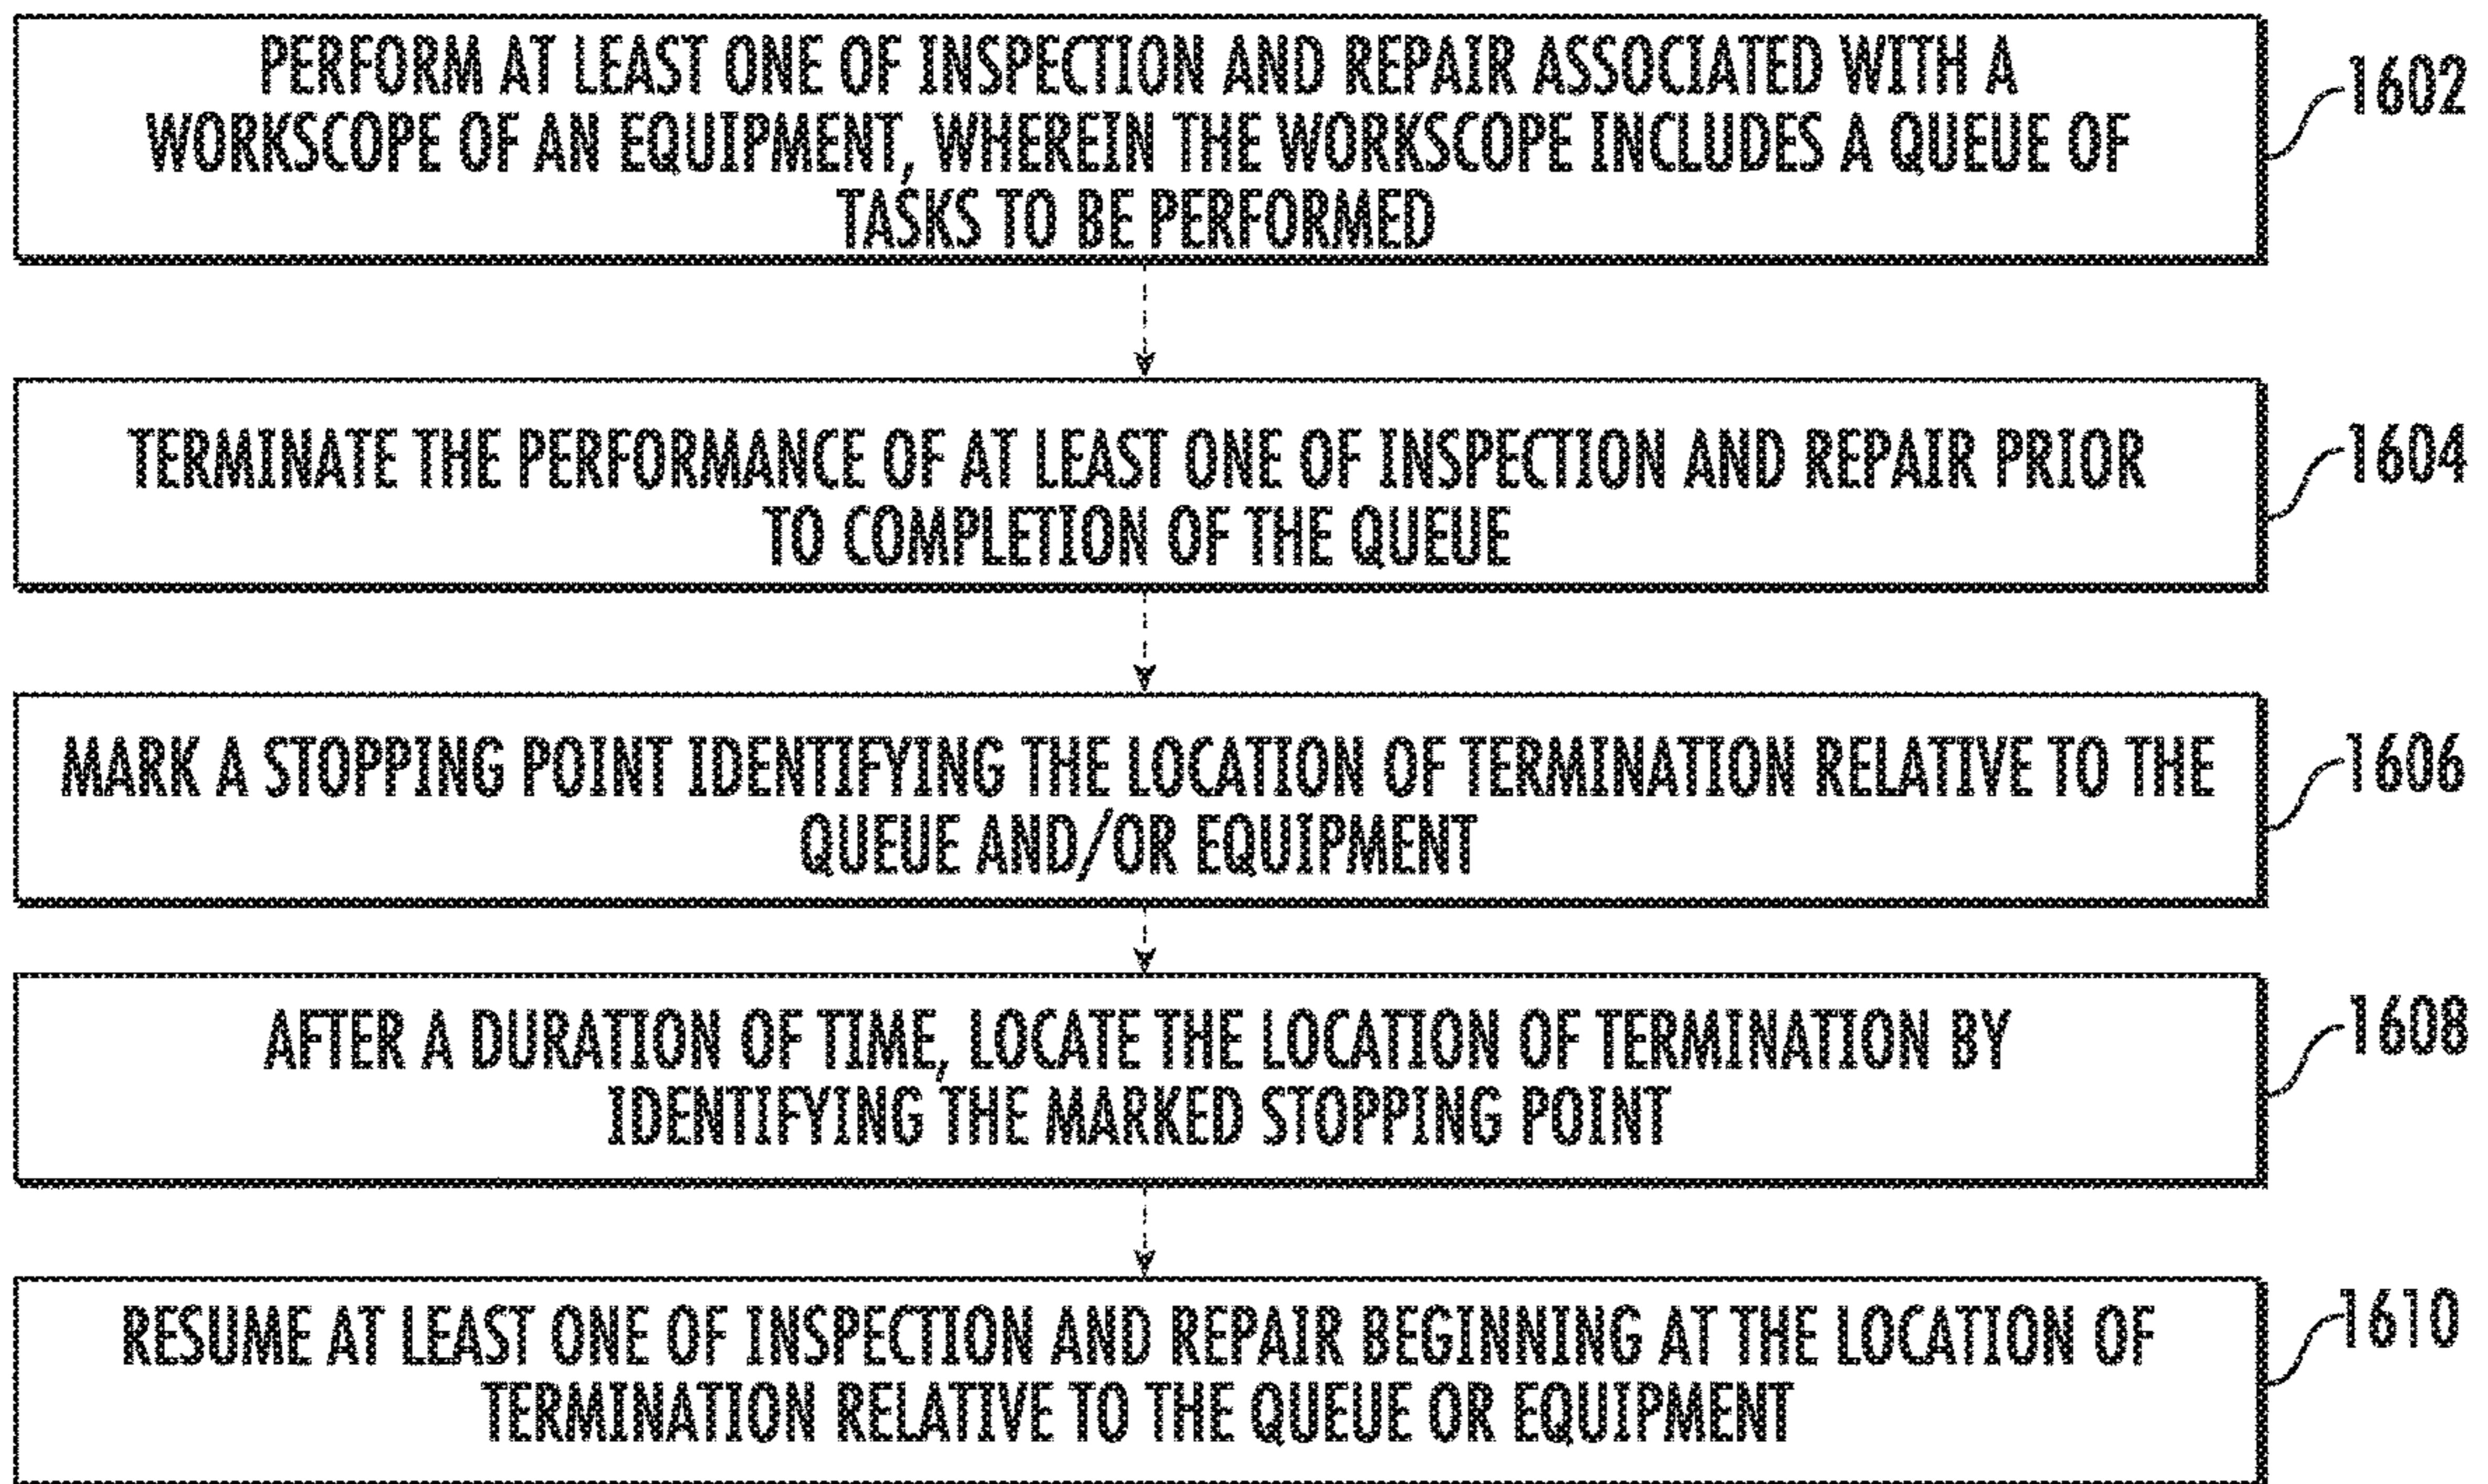 PERFORM AT LEAST ONE OF INSPECTION AND REPAIR ASSOCIATED WITH A
WORKSCOPE OF AN EQUIPMENT, WHEREIN THE WORKSCOPE INCLUDES A QUEUE OF
TASKS TO BE PERFORMED
1602
TERMINATE THE PERFORMANCE OF AT LEAST ONE OF INSPECTION AND REPAIR PRIOR
TO COMPLETION OF THE QUEUE
1604
MARK A STOPPING POINT IDENTIFYING THE LOCATION OF TERMINATION RELATIVE TO THE
QUEUE AND/OR EQUIPMENT
1606
AFTER A DURATION OF TIME, LOCATE THE LOCATION OF TERMINATION BY
IDENTIFYING THE MARKED STOPPING POINT
1608
RESUME AT LEAST ONE OF INSPECTION AND REPAIR BEGINNING AT THE LOCATION OF
TERMINATION RELATIVE TO THE QUEUE OR EQUIPMENT
1610